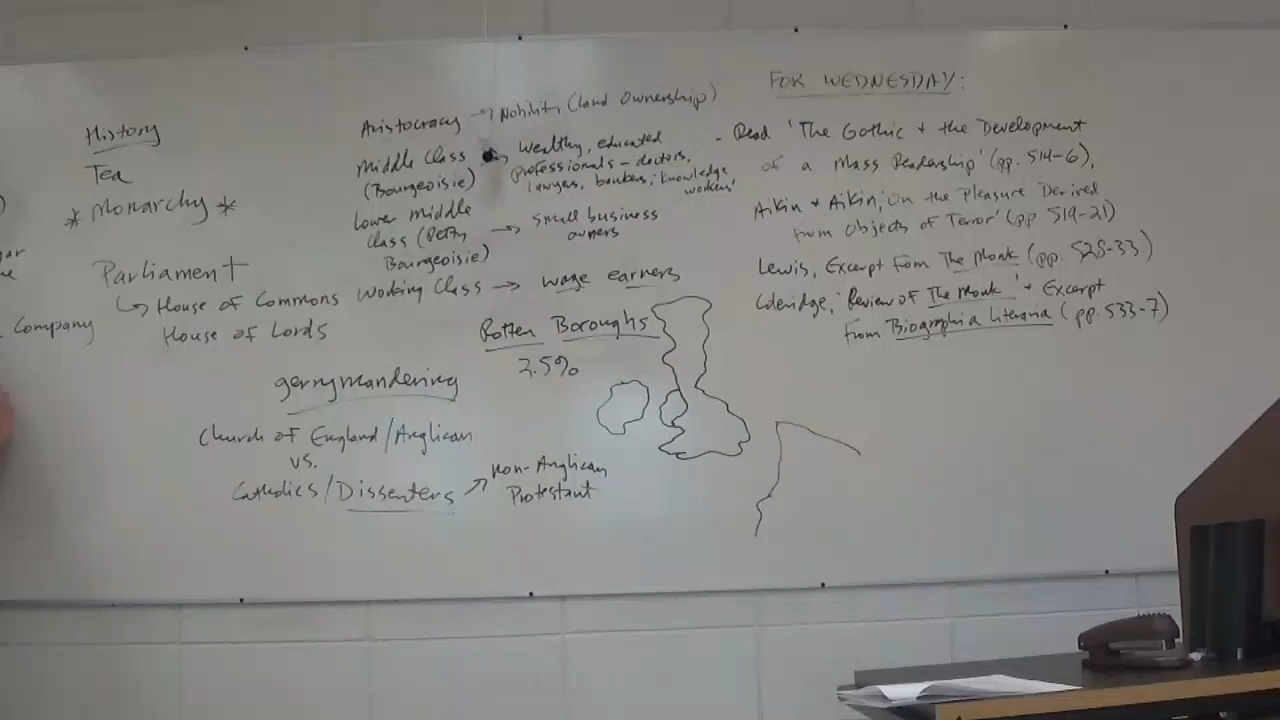 History
Tea
*Monarchy*
Parliament
↳ House of Commons
House of Lords
Company
Aristocracy → Nobility (land ownership)
Middle Class → wealthy, educated
(Bourgeoisie) professionals - doctors,
lawyers, bankers, 'knowledge
workers'
Lower middle
class (Petty → small business
Bourgeoisie) owners
Working Class → wage earners
Rotten Boroughs
gerrymandering
Church of England/Anglican
vs.
Catholics/Dissenters → non-Anglican
Protestant
FOR WEDNESDAY:
- Read 'The Gothic + the Development
of a Mass Readership' (pp. 514-6),
Aikin + Aikin, 'On the Pleasure Derived
from Objects of Terror' (pp. 519-21)
Lewis, Excerpt from The Monk (pp. 528-33)
Coleridge, 'Review of The Monk' + Excerpt
from Biographia Literaria (pp. 533-7)